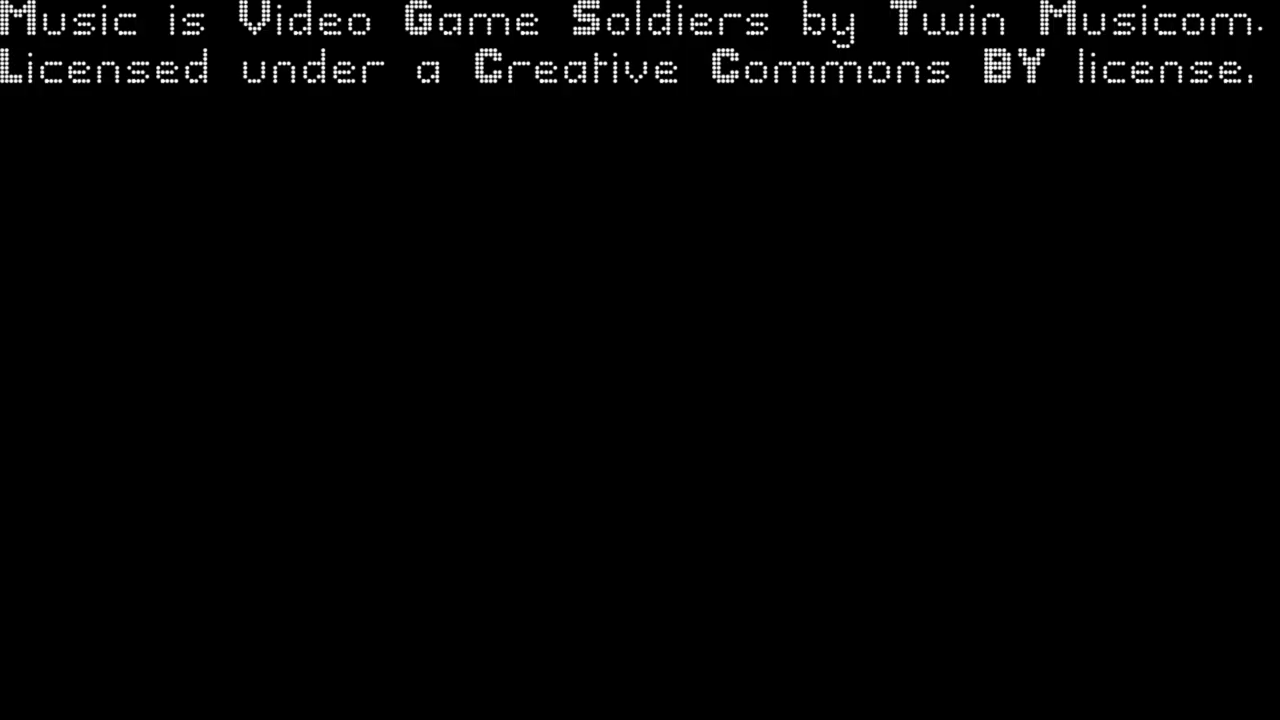 Music is Video Game Soldiers by Twin Musicom.
Licensed under a Creative Commons BY license.